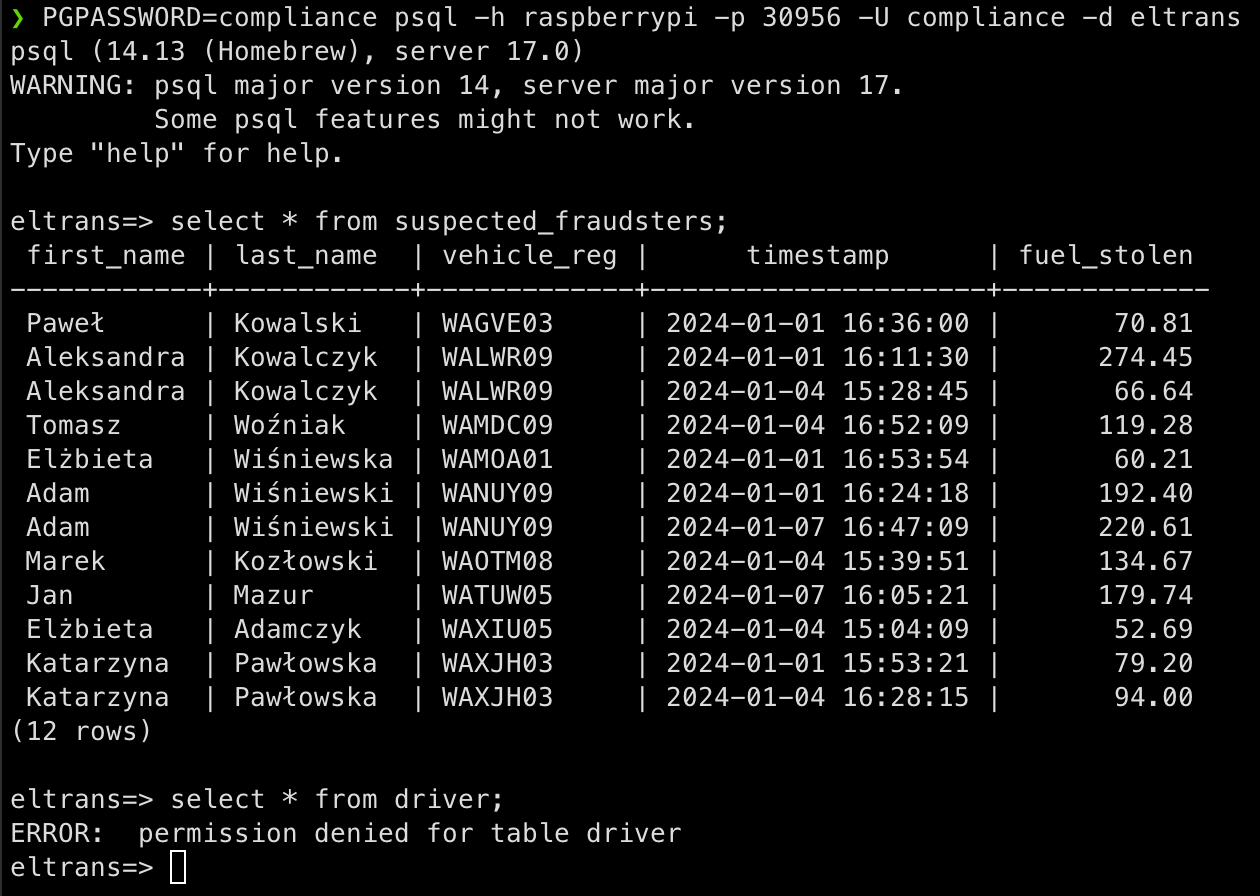 ❯ PGPASSWORD=compliance psql -h raspberrypi -p 30956 -U compliance -d eltrans
psql (14.13 (Homebrew), server 17.0)
WARNING: psql major version 14, server major version 17.
         Some psql features might not work.
Type "help" for help.

eltrans=> select * from suspected_fraudsters;
 first_name | last_name  | vehicle_reg |      timestamp      | fuel_stolen
------------+------------+-------------+---------------------+-------------
 Paweł      | Kowalski   | WAGVE03     | 2024-01-01 16:36:00 |       70.81
 Aleksandra | Kowalczyk  | WALWR09     | 2024-01-01 16:11:30 |      274.45
 Aleksandra | Kowalczyk  | WALWR09     | 2024-01-04 15:28:45 |       66.64
 Tomasz     | Woźniak    | WAMDC09     | 2024-01-04 16:52:09 |      119.28
 Elżbieta   | Wiśniewska | WAMOA01     | 2024-01-01 16:53:54 |       60.21
 Adam       | Wiśniewski | WANUY09     | 2024-01-01 16:24:18 |      192.40
 Adam       | Wiśniewski | WANUY09     | 2024-01-07 16:47:09 |      220.61
 Marek      | Kozłowski  | WAOTM08     | 2024-01-04 15:39:51 |      134.67
 Jan        | Mazur      | WATUW05     | 2024-01-07 16:05:21 |      179.74
 Elżbieta   | Adamczyk   | WAXIU05     | 2024-01-04 15:04:09 |       52.69
 Katarzyna  | Pawłowska  | WAXJH03     | 2024-01-01 15:53:21 |       79.20
 Katarzyna  | Pawłowska  | WAXJH03     | 2024-01-04 16:28:15 |       94.00
(12 rows)

eltrans=> select * from driver;
ERROR:  permission denied for table driver
eltrans=>